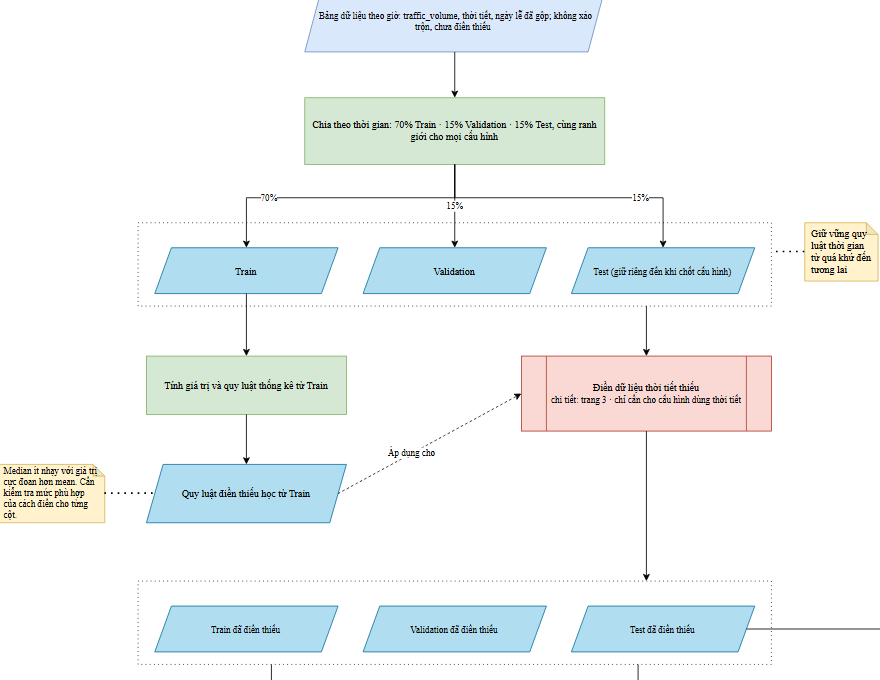 Bảng dữ liệu theo giờ: traffic_volume, thời tiết, ngày lễ đã gộp; không xáo
trộn, chưa điền thiếu
Chia theo thời gian: 70% Train · 15% Validation · 15% Test, cùng ranh
giới cho mọi cấu hình
70%
15%
15%
Train
Validation
Test (giữ riêng đến khi chốt cấu hình)
Giữ vững quy
luật thời gian
từ quá khứ đến
tương lai
Tính giá trị và quy luật thống kê từ Train
Điền dữ liệu thời tiết thiếu
chi tiết: trang 3 · chỉ cần cho cấu hình dùng thời tiết
Áp dụng cho
Median ít nhạy với giá trị
cực đoan hơn mean. Cần
kiểm tra mức phù hợp
của cách điền cho từng
cột.
Quy luật điền thiếu học từ Train
Train đã điền thiếu
Validation đã điền thiếu
Test đã điền thiếu